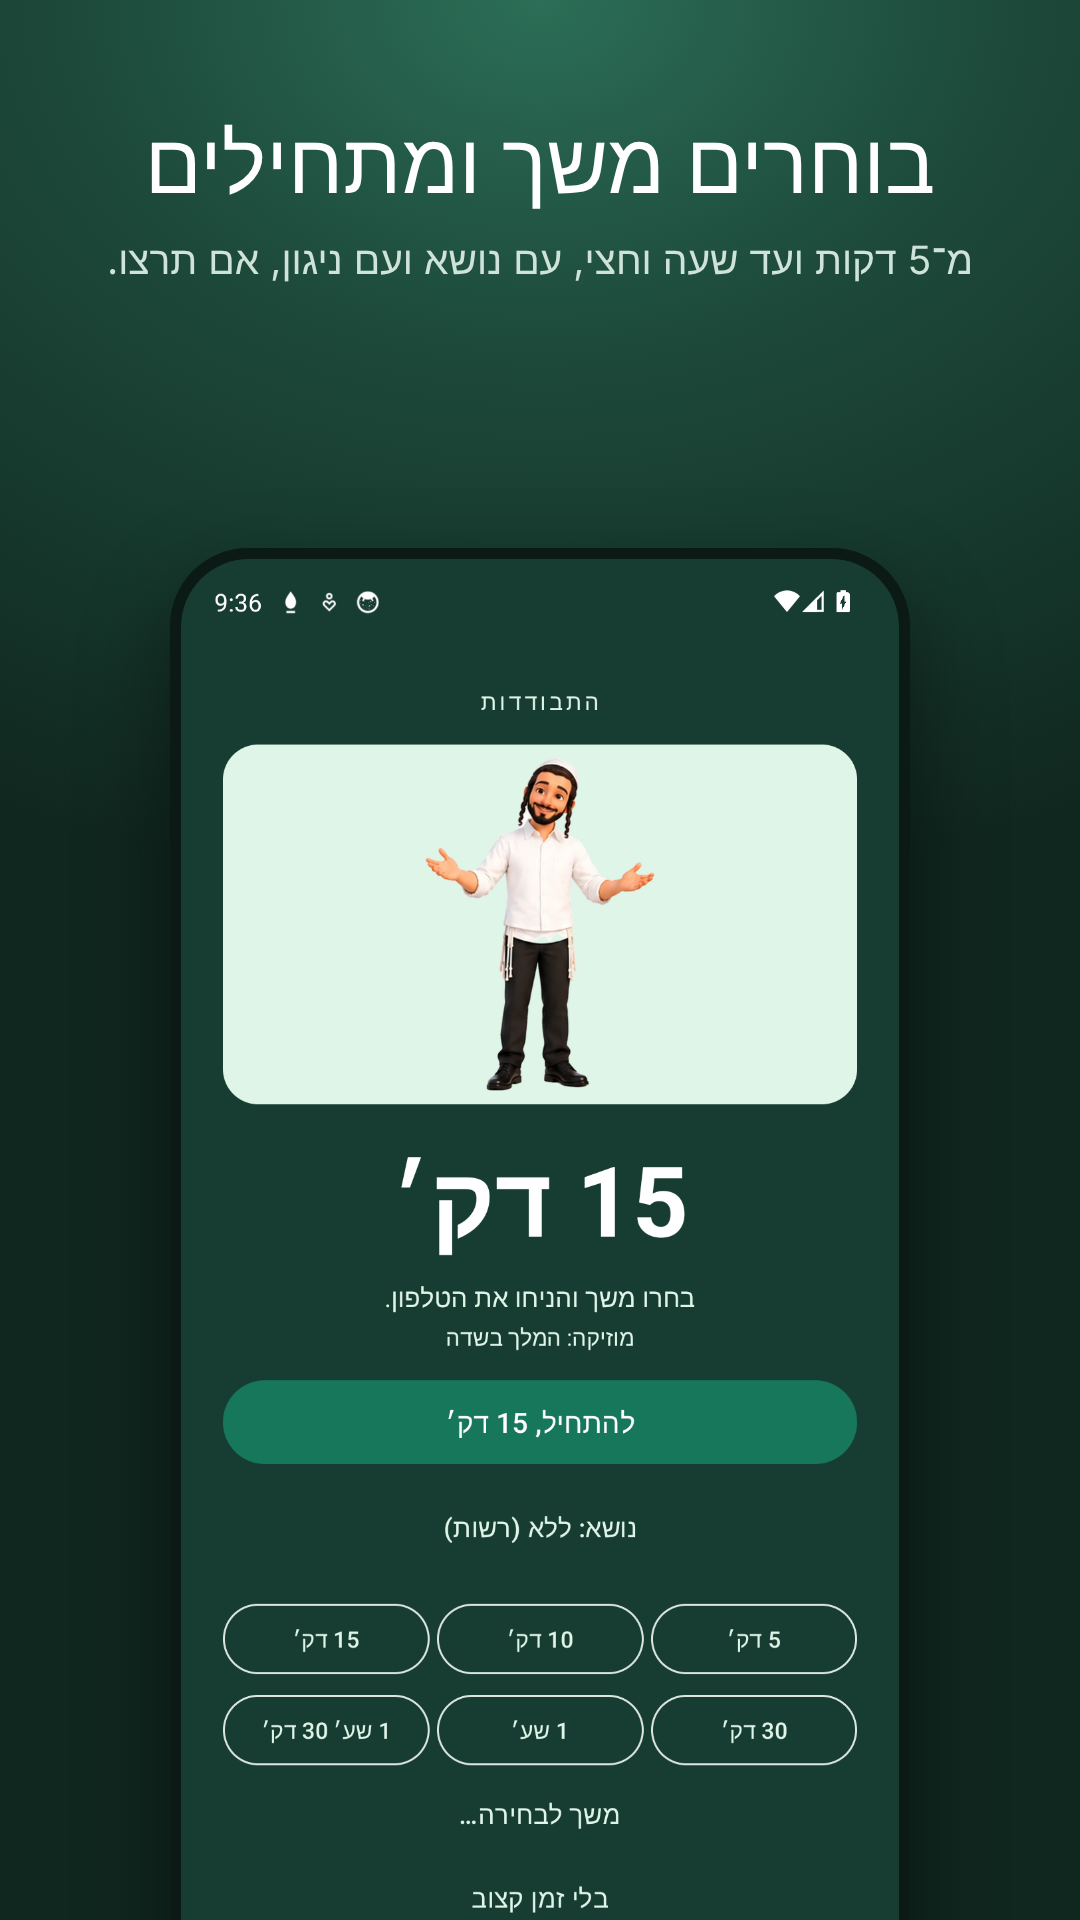 בוחרים משך ומתחילים
מ־5 דקות ועד שעה וחצי, עם נושא ועם ניגון, אם תרצו.
9:36
התבודדות
15 דק׳
בחרו משך והניחו את הטלפון.
מוזיקה: המלך בשדה
להתחיל, 15 דק׳
נושא: ללא (רשות)
5 דק׳
10 דק׳
15 דק׳
30 דק׳
1 שע׳
1 שע׳ 30 דק׳
משך לבחירה…
בלי זמן קצוב